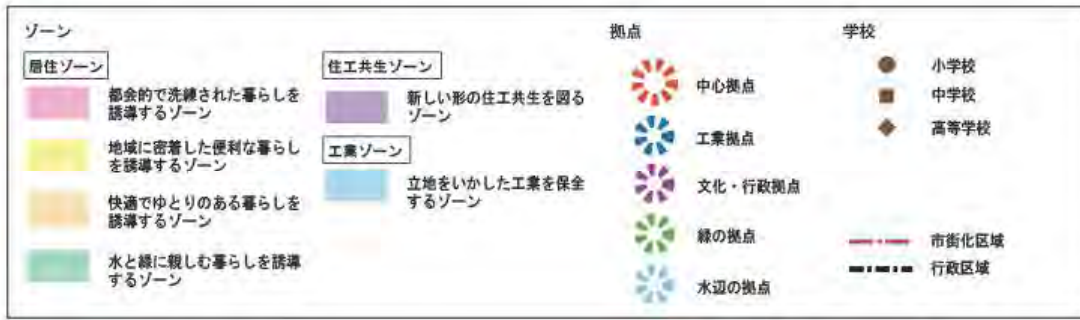 ゾーン
居住ゾーン
都会的で洗練された暮らしを
誘導するゾーン
地域に密着した便利な暮らし
を誘導するゾーン
快適でゆとりのある暮らしを
誘導するゾーン
水と緑に親しむ暮らしを誘導
するゾーン
住工共生ゾーン
新しい形の住工共生を図る
ゾーン
工業ゾーン
立地をいかした工業を保全
するゾーン
拠点
中心拠点
工業拠点
文化・行政拠点
緑の拠点
水辺の拠点
学校
小学校
中学校
高等学校
市街化区域
行政区域